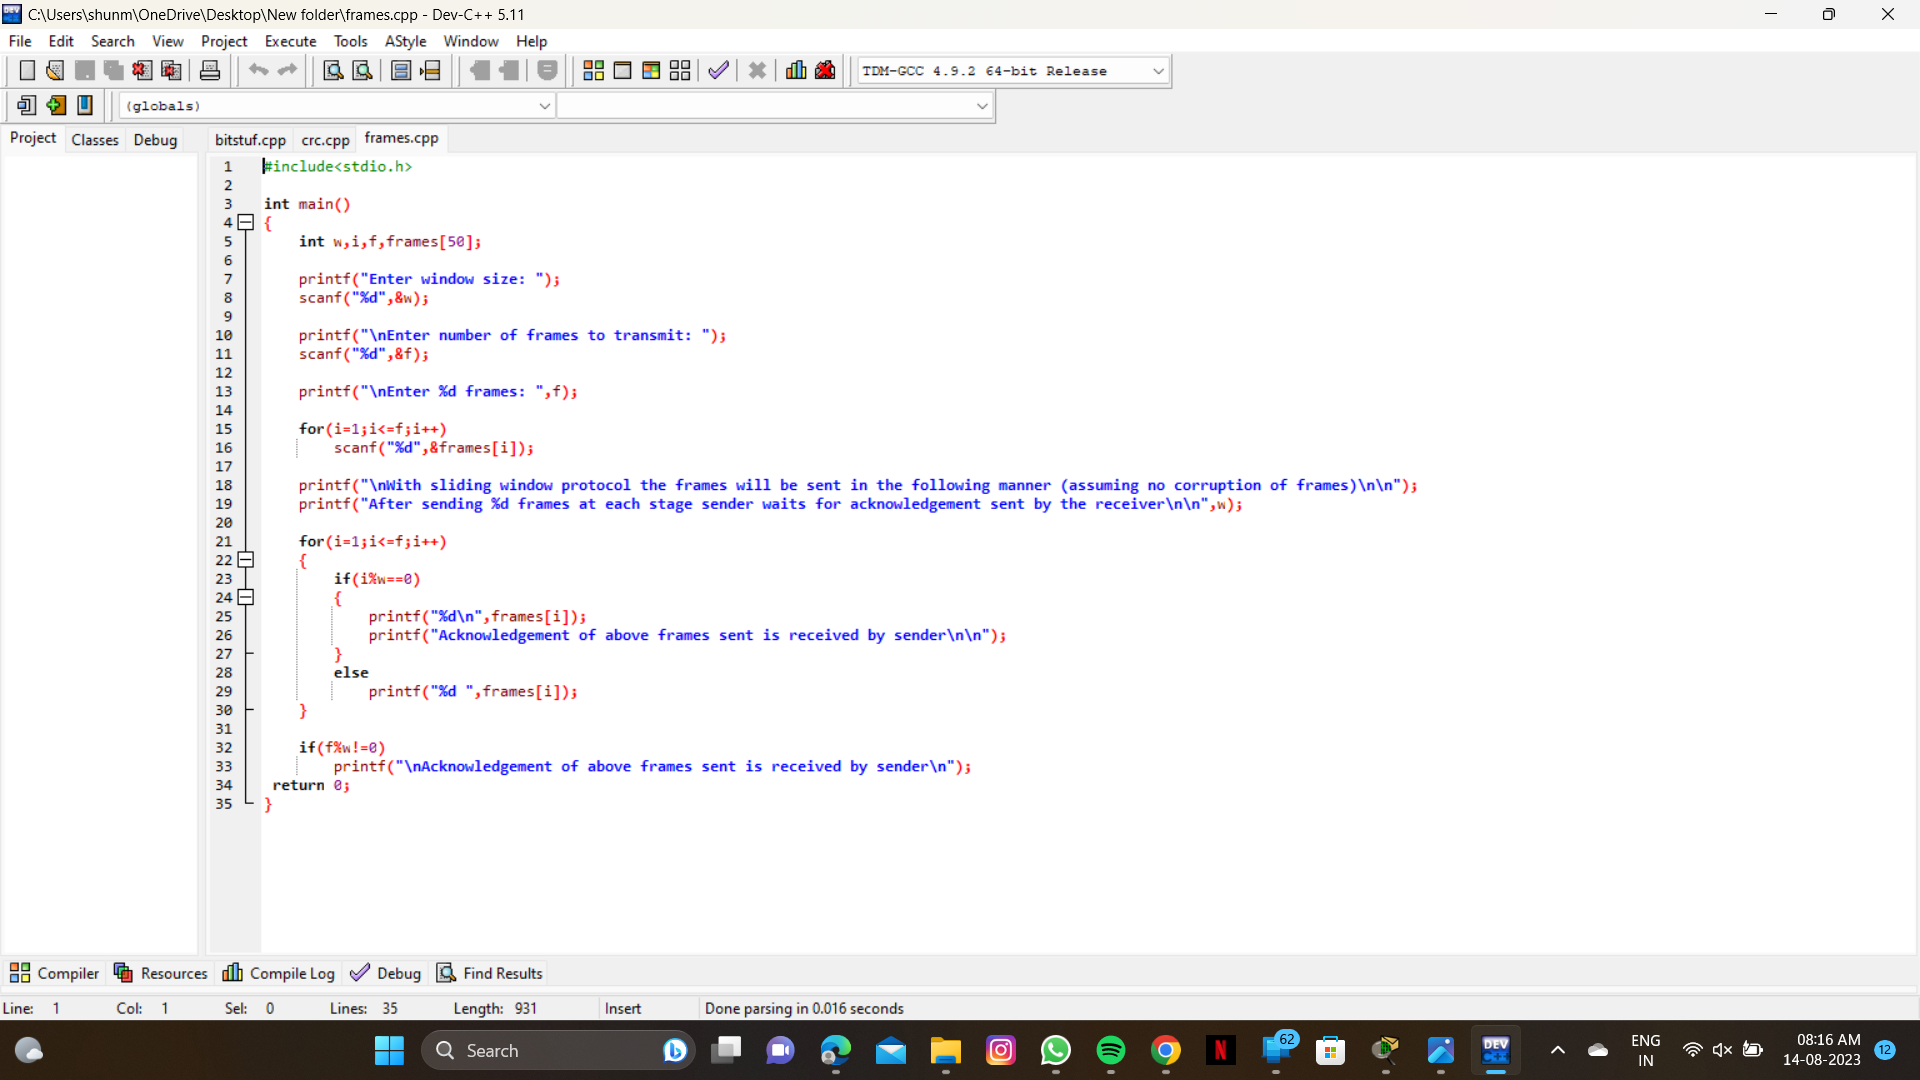 C:\Users\shunm\OneDrive\Desktop\New folder\frames.cpp - Dev-C++ 5.11
File Edit Search View Project Execute Tools AStyle Window Help
TDM-GCC 4.9.2 64-bit Release
(globals)
Project Classes Debug
bitstuf.cpp crc.cpp frames.cpp
1 #include<stdio.h>
2
3 int main()
4 {
5 int w,i,f,frames[50];
6
7 printf("Enter window size: ");
8 scanf("%d",&w);
9
10 printf("\nEnter number of frames to transmit: ");
11 scanf("%d",&f);
12
13 printf("\nEnter %d frames: ",f);
14
15 for(i=1;i<=f;i++)
16 scanf("%d",&frames[i]);
17
18 printf("\nWith sliding window protocol the frames will be sent in the following manner (assuming no corruption of frames)\n\n");
19 printf("After sending %d frames at each stage sender waits for acknowledgement sent by the receiver\n\n",w);
20
21 for(i=1;i<=f;i++)
22 {
23 if(i%w==0)
24 {
25 printf("%d\n",frames[i]);
26 printf("Acknowledgement of above frames sent is received by sender\n\n");
27 }
28 else
29 printf("%d ",frames[i]);
30 }
31
32 if(f%w!=0)
33 printf("\nAcknowledgement of above frames sent is received by sender\n");
34 return 0;
35 }
Compiler Resources Compile Log Debug Find Results
Line: 1 Col: 1 Sel: 0 Lines: 35 Length: 931 Insert Done parsing in 0.016 seconds
Search
62
DEV C++
ENG
IN
08:16 AM
14-08-2023
12